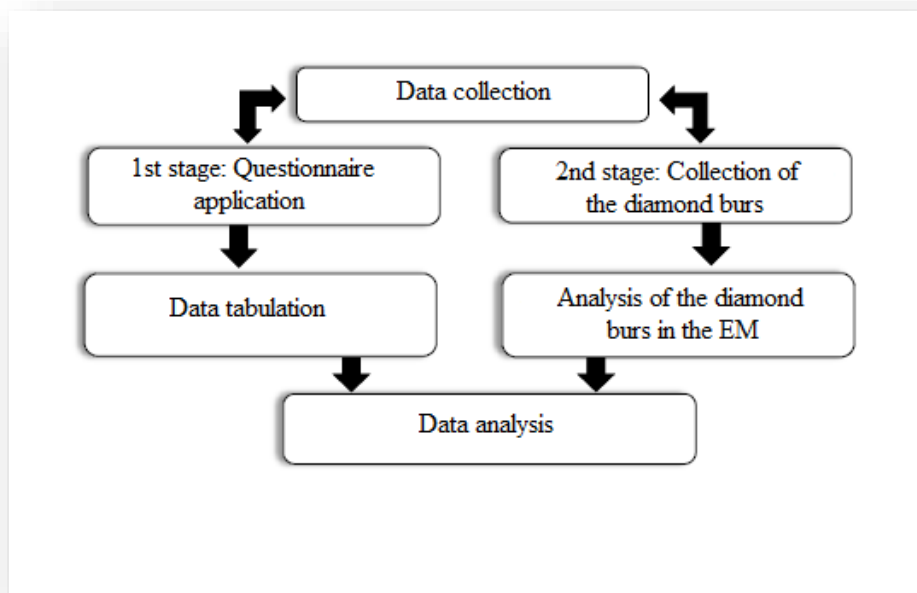 Data collection
1st stage: Questionnaire
application
2nd stage: Collection of
the diamond burs
Data tabulation
Analysis of the diamond
burs in the EM
Data analysis